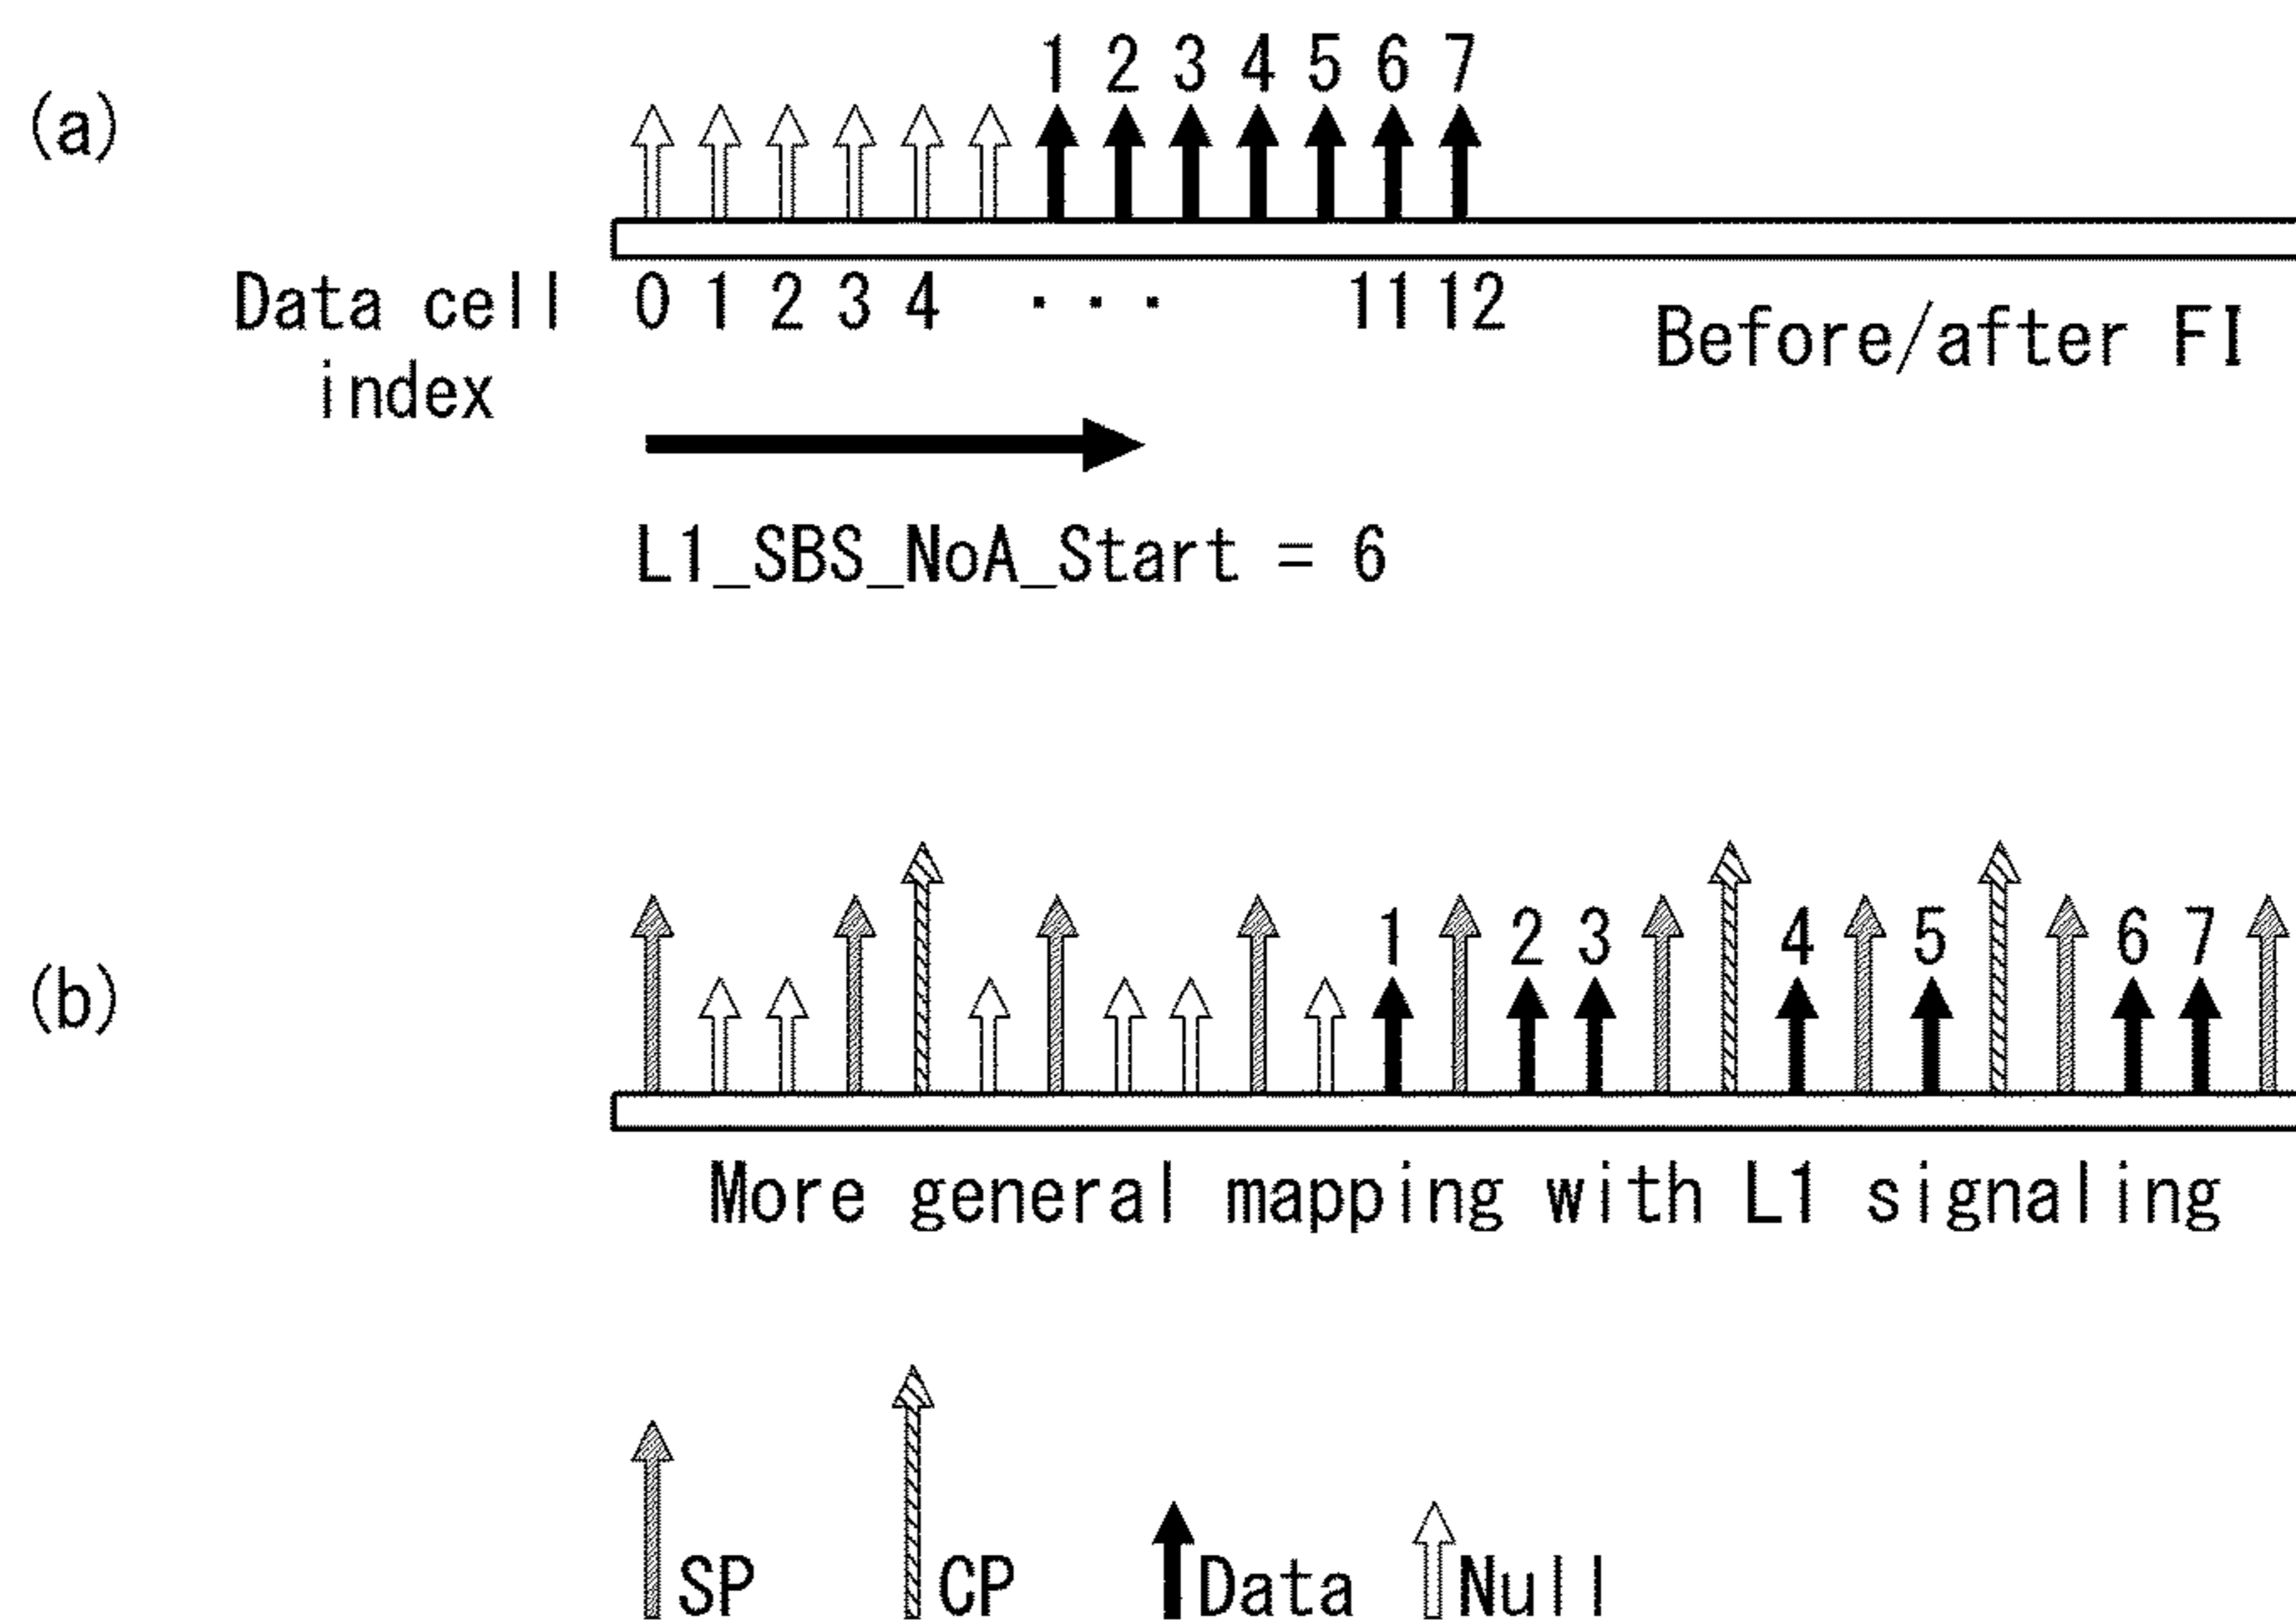 (a)
1 2 3 4 5 6 7
Data cell index
0 1 2 3 4 ・・・ 11 12
Before/after FI
L1_SBS_NoA_Start = 6
(b)
1 2 3 4 5 6 7
More general mapping with L1 signaling
SP CP Data Null